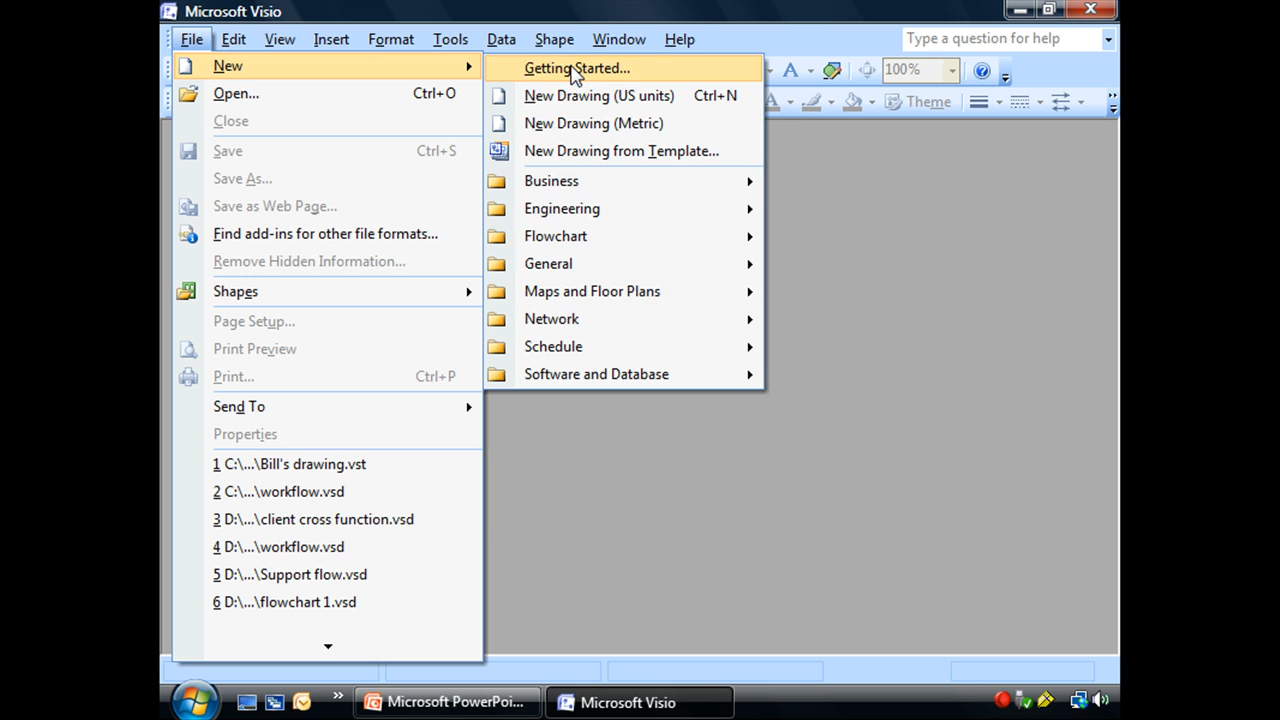 Microsoft Visio
File Edit View Insert Format Tools Data Shape Window Help
Type a question for help
New
Getting Started...
A 100%
Open... Ctrl+O
New Drawing (US units) Ctrl+N
A Theme
Close
New Drawing (Metric)
Save Ctrl+S
New Drawing from Template...
Save As...
Business
Save as Web Page...
Engineering
Find add-ins for other file formats...
Flowchart
Remove Hidden Information...
General
Shapes
Maps and Floor Plans
Page Setup...
Network
Print Preview
Schedule
Print... Ctrl+P
Software and Database
Send To
Properties
1 C:\...\Bill's drawing.vst
2 C:\...\workflow.vsd
3 D:\...\client cross function.vsd
4 D:\...\workflow.vsd
5 D:\...\Support flow.vsd
6 D:\...\flowchart 1.vsd
Microsoft PowerPoi...
Microsoft Visio